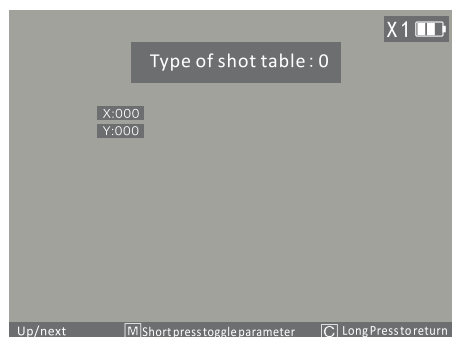 X1
Type of shot table: 0
X:000
Y:000
Up/next M Short press toggle parameter C Long Press to return